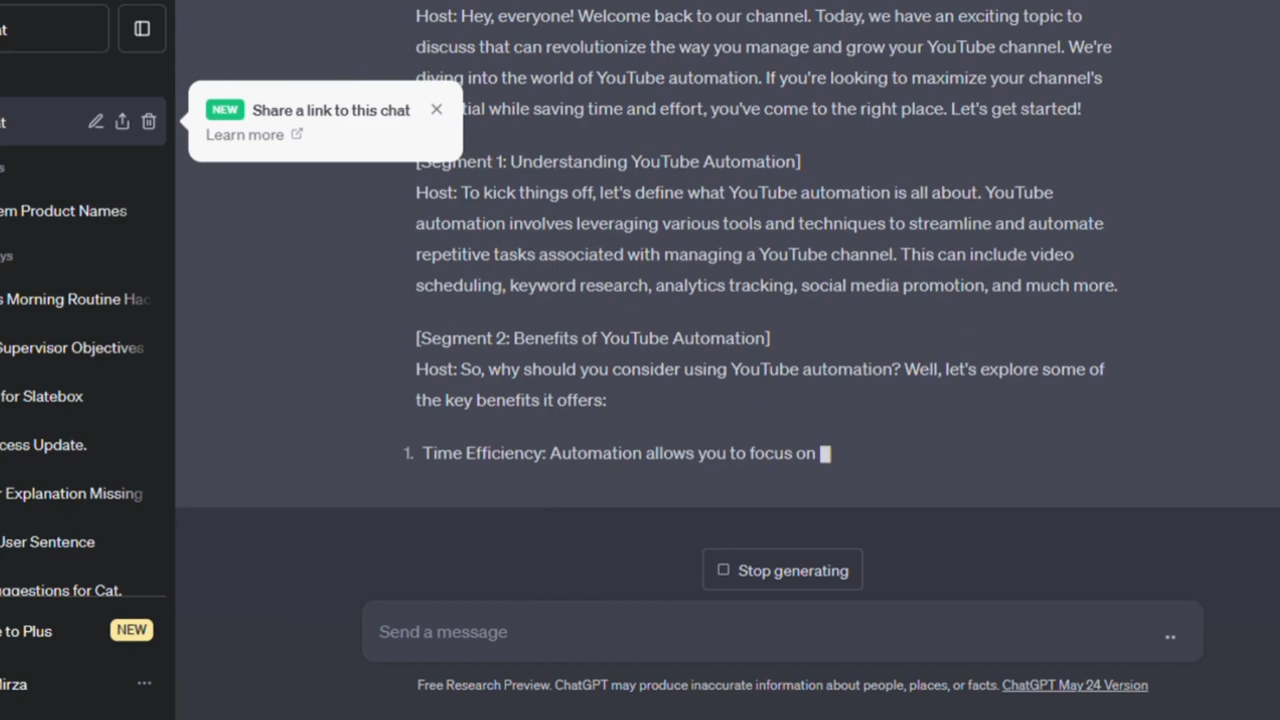 t
t
s
em Product Names
ys
s Morning Routine Hac
Supervisor Objectives
for Slatebox
cess Update.
r Explanation Missing
User Sentence
uggestions for Cat.
e to Plus
NEW
Mirza
NEW Share a link to this chat
Learn more
Host: Hey, everyone! Welcome back to our channel. Today, we have an exciting topic to
discuss that can revolutionize the way you manage and grow your YouTube channel. We're
diving into the world of YouTube automation. If you're looking to maximize your channel's
tial while saving time and effort, you've come to the right place. Let's get started!
[Segment 1: Understanding YouTube Automation]
Host: To kick things off, let's define what YouTube automation is all about. YouTube
automation involves leveraging various tools and techniques to streamline and automate
repetitive tasks associated with managing a YouTube channel. This can include video
scheduling, keyword research, analytics tracking, social media promotion, and much more.
[Segment 2: Benefits of YouTube Automation]
Host: So, why should you consider using YouTube automation? Well, let's explore some of
the key benefits it offers:
1. Time Efficiency: Automation allows you to focus on
Stop generating
Send a message
Free Research Preview. ChatGPT may produce inaccurate information about people, places, or facts. ChatGPT May 24 Version